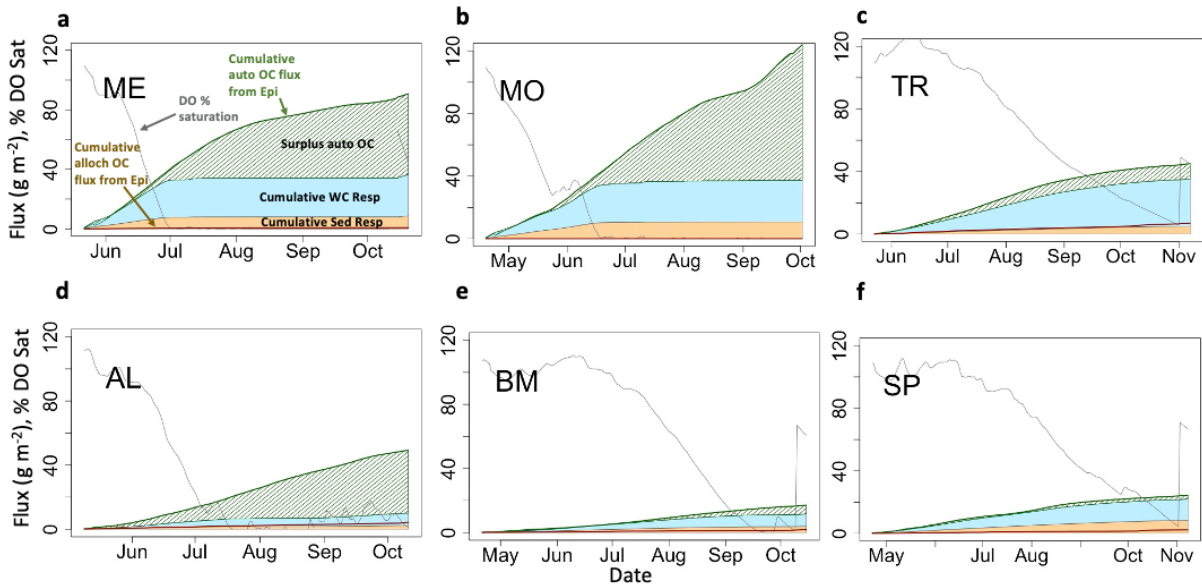 a
b
c
120
80
40
0
Flux (g m⁻²), % DO Sat
ME
DO %
saturation
Cumulative
auto OC flux
from Epi
Cumulative
alloch OC
flux from Epi
Surplus auto OC
Cumulative WC Resp
Cumulative Sed Resp
Jun Jul Aug Sep Oct
120
80
40
0
MO
May Jun Jul Aug Sep Oct
120
80
40
0
TR
Jun Jul Aug Sep Oct Nov
d
e
f
120
80
40
0
Flux (g m⁻²), % DO Sat
AL
Jun Jul Aug Sep Oct
120
80
40
0
BM
May Jun Jul Aug Sep Oct
Date
120
80
40
0
SP
May Jul Aug Oct Nov